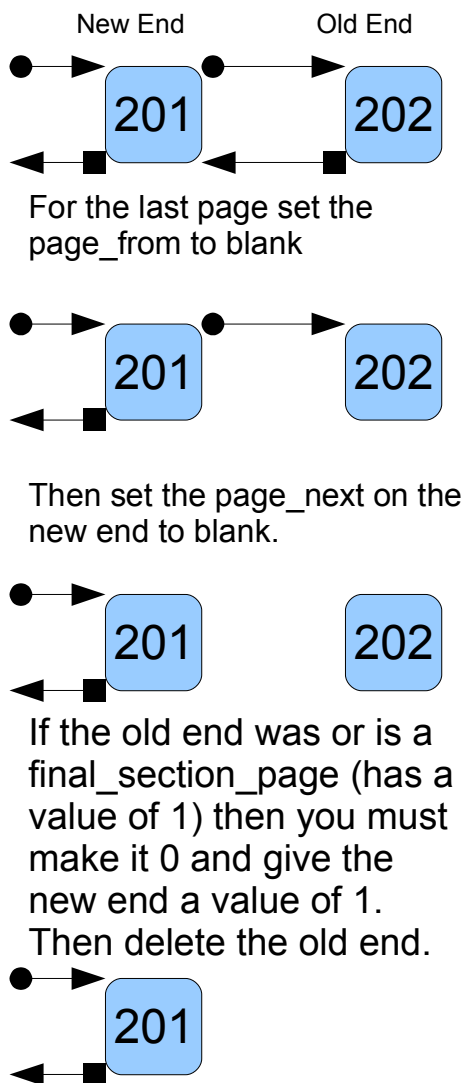 New End Old End
201 202
For the last page set the
page_from to blank
201 202
Then set the page_next on the
new end to blank.
201 202
If the old end was or is a
final_section_page (has a
value of 1) then you must
make it 0 and give the
new end a value of 1.
Then delete the old end.
201